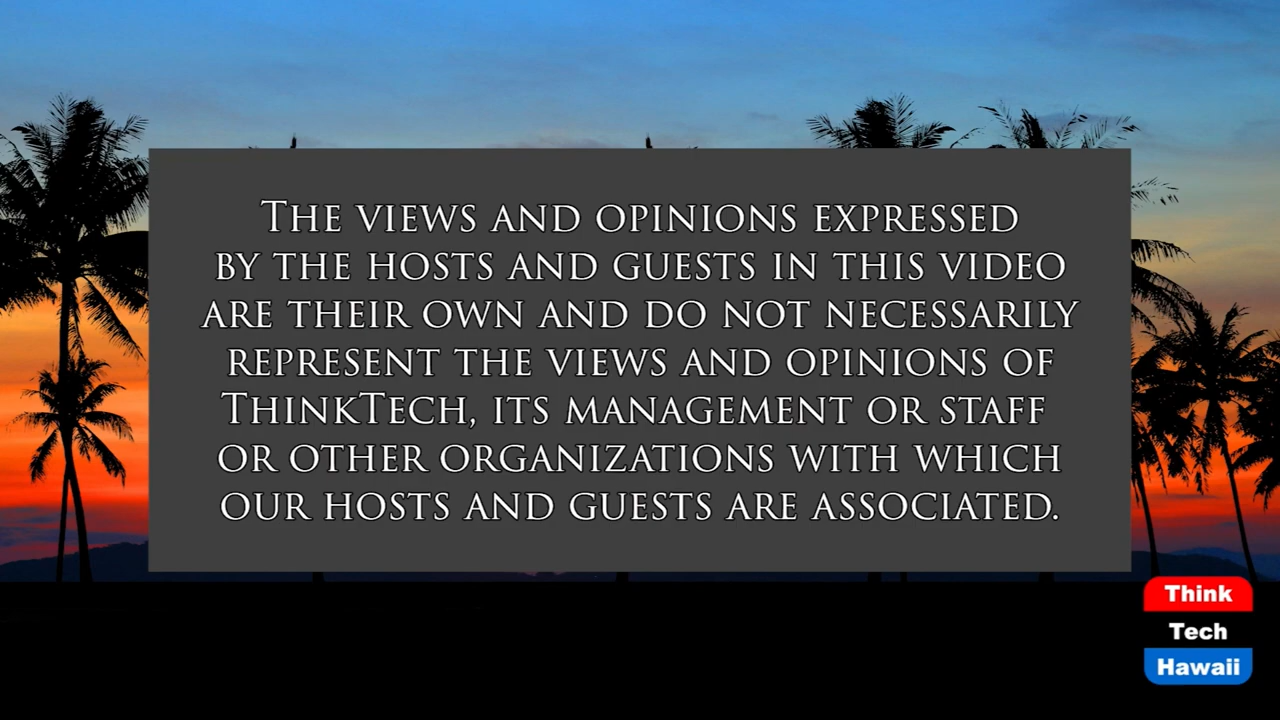 The views and opinions expressed
by the hosts and guests in this video
are their own and do not necessarily
represent the views and opinions of
ThinkTech, its management or staff
or other organizations with which
our hosts and guests are associated.
Think
Tech
Hawaii